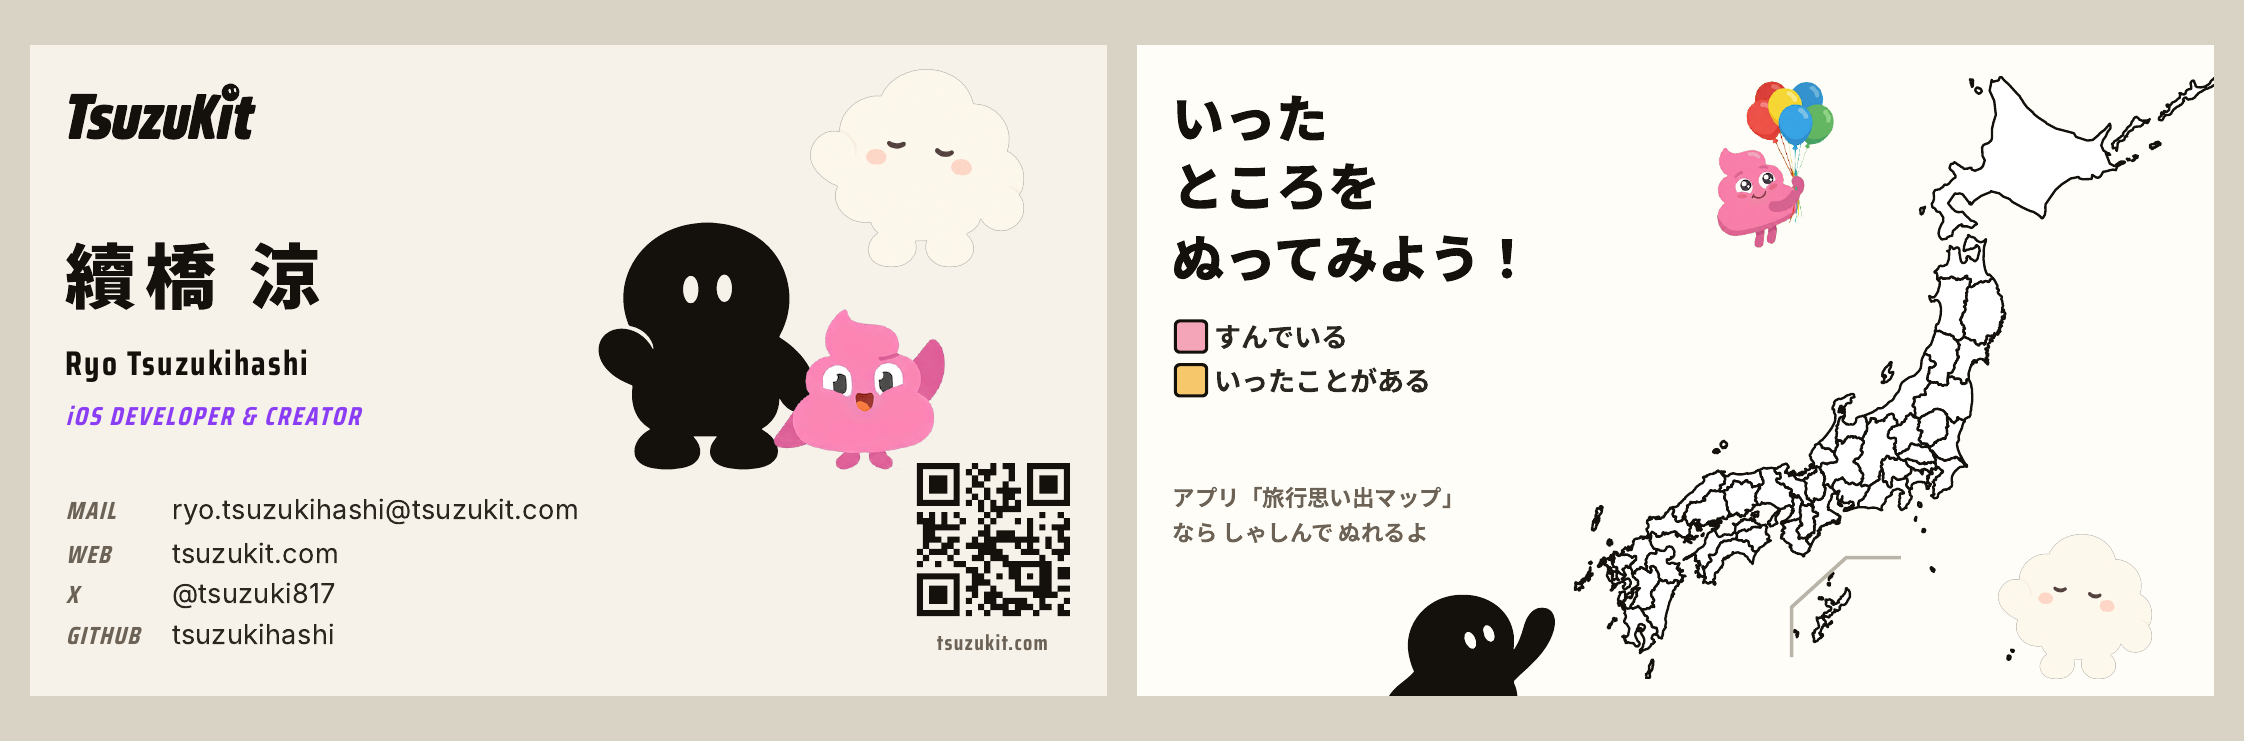 TsuzuKit
續橋 涼
Ryo Tsuzukihashi
iOS DEVELOPER & CREATOR
MAIL ryo.tsuzukihashi@tsuzukit.com
WEB tsuzukit.com
X @tsuzuki817
GITHUB tsuzukihashi
tsuzukit.com
いった
ところを
ぬってみよう！
すんでいる
いったことがある
アプリ「旅行思い出マップ」
なら しゃしんで ぬれるよ